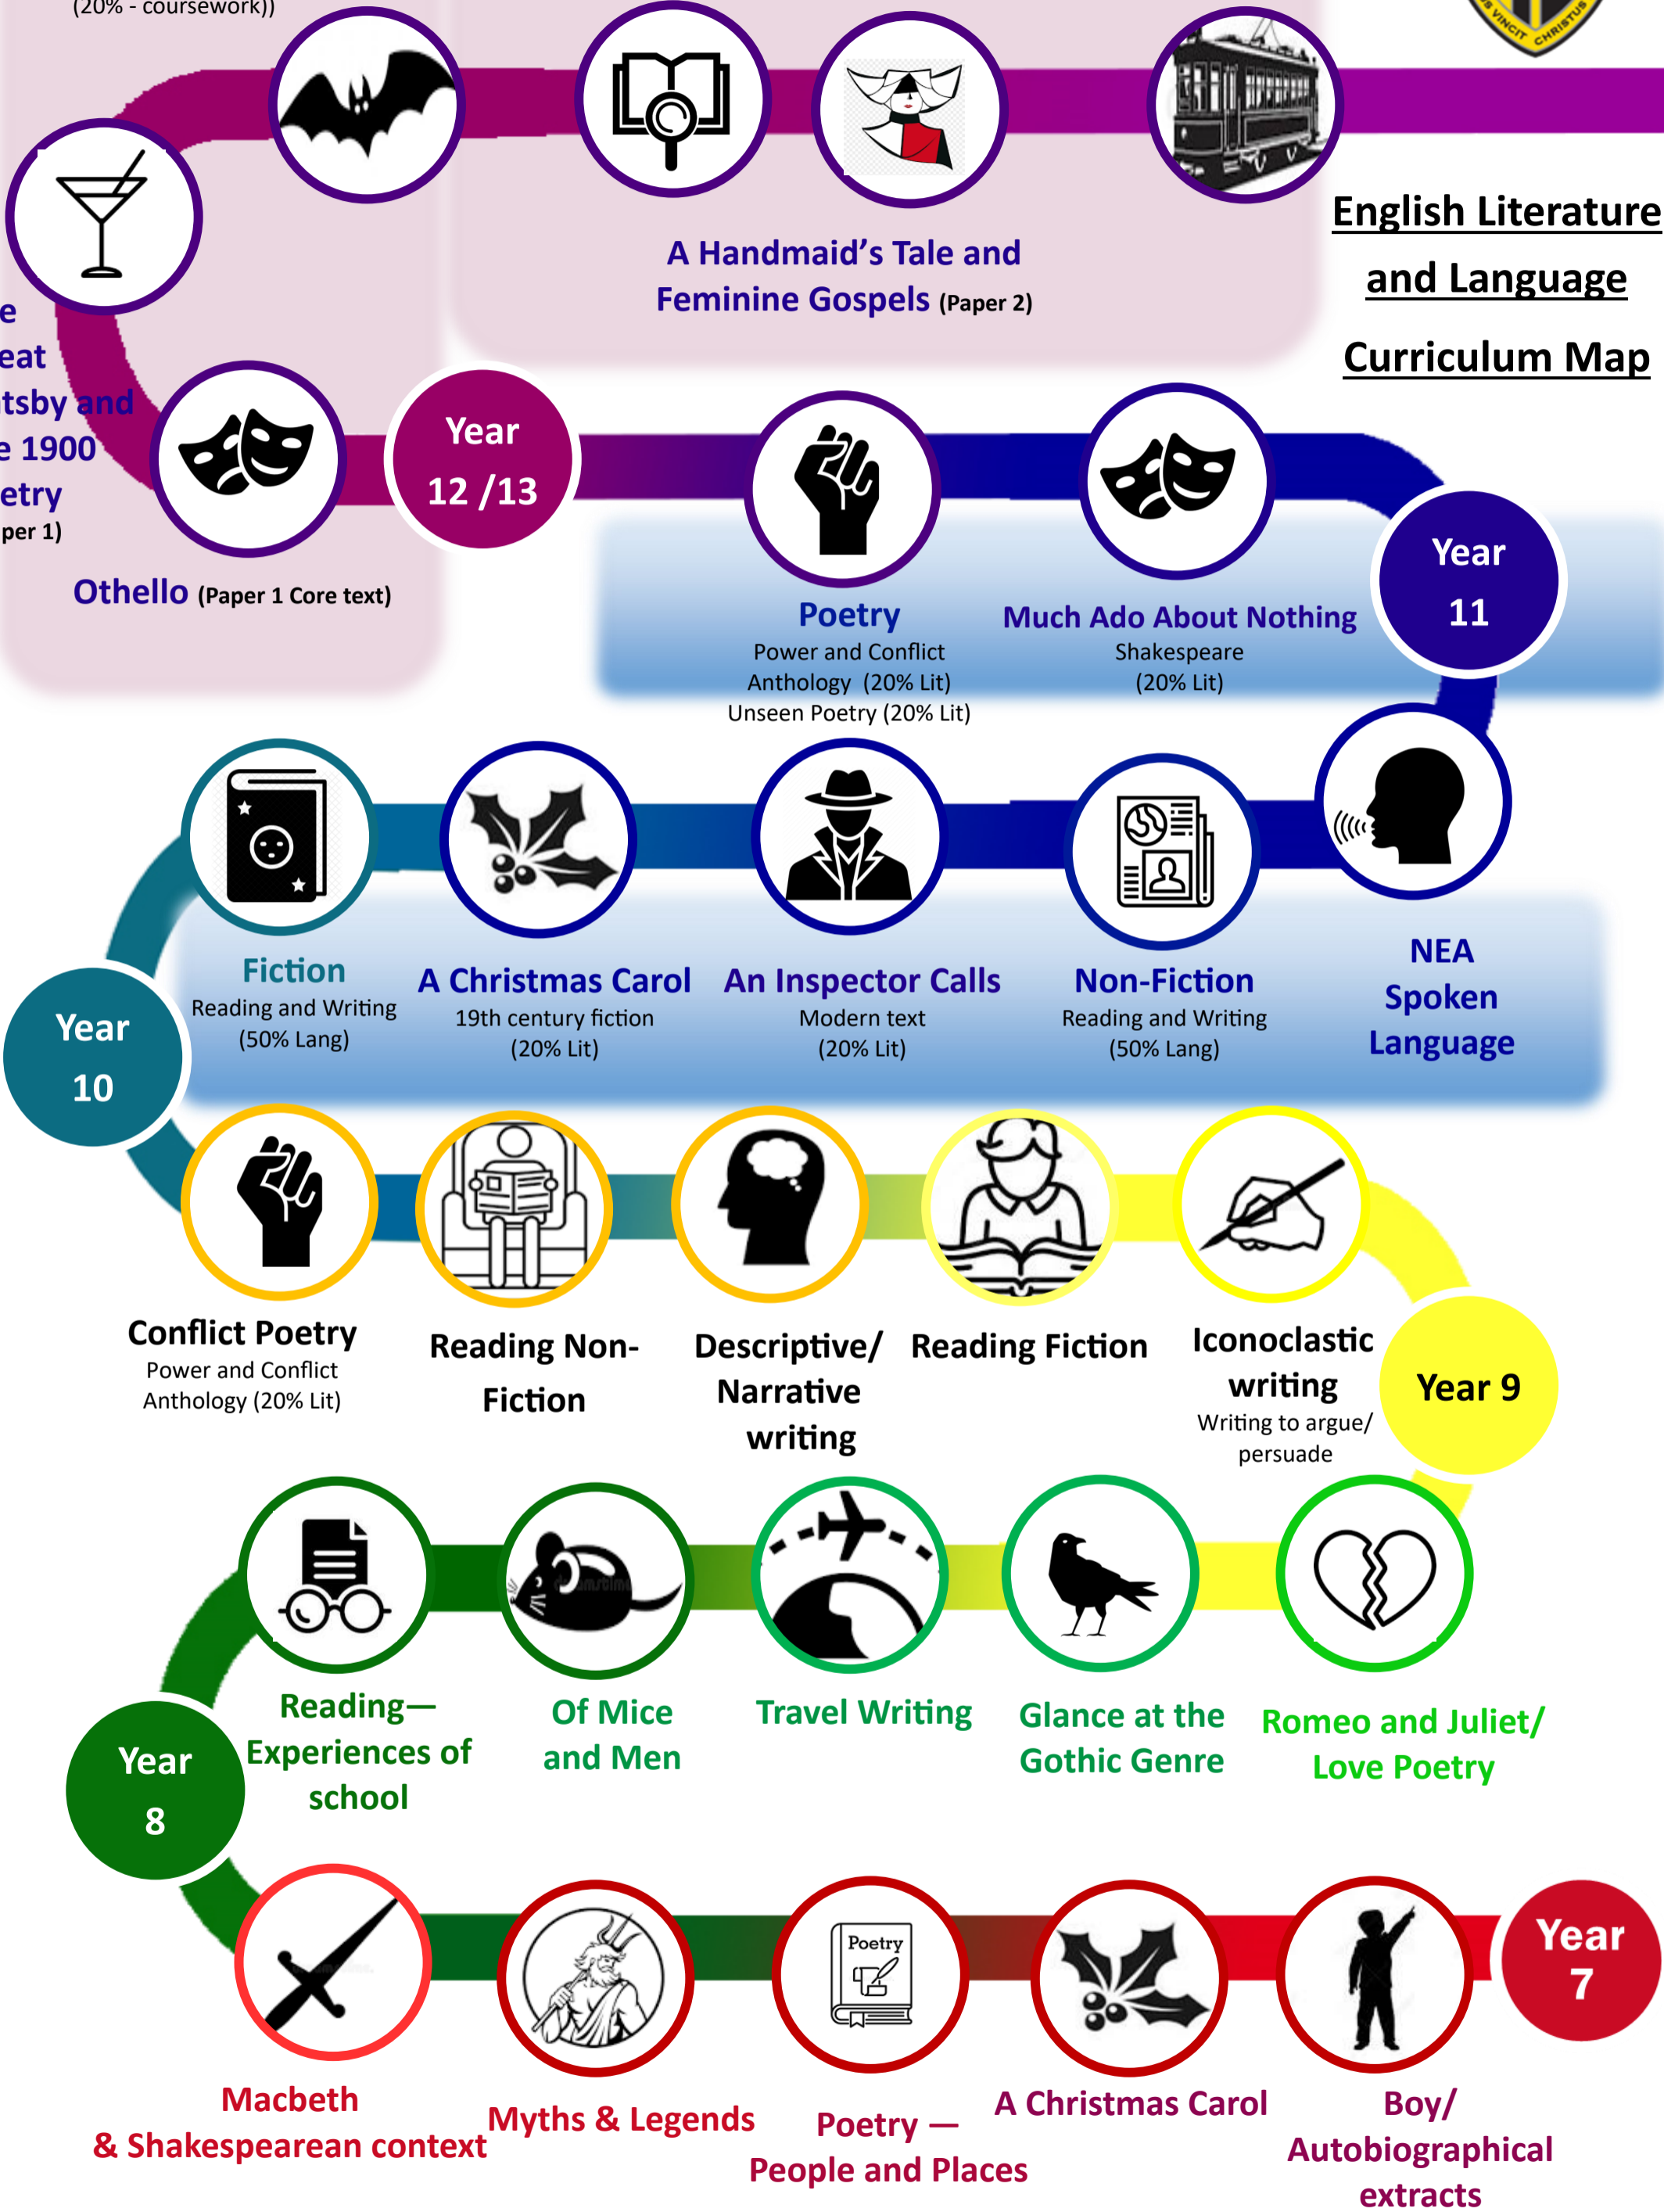 (20% - coursework))
S VINCIT CHRISTUS
English Literature
and Language
Curriculum Map
A Handmaid’s Tale and
Feminine Gospels (Paper 2)
e
eat
tsby and
e 1900
etry
per 1)
Othello (Paper 1 Core text)
Year
12 /13
Poetry
Power and Conflict
Anthology (20% Lit)
Unseen Poetry (20% Lit)
Much Ado About Nothing
Shakespeare
(20% Lit)
Year
11
Fiction
Reading and Writing
(50% Lang)
A Christmas Carol
19th century fiction
(20% Lit)
An Inspector Calls
Modern text
(20% Lit)
Non-Fiction
Reading and Writing
(50% Lang)
NEA
Spoken
Language
Year
10
Conflict Poetry
Power and Conflict
Anthology (20% Lit)
Reading Non-
Fiction
Descriptive/
Narrative
writing
Reading Fiction
Iconoclastic
writing
Writing to argue/
persuade
Year 9
Reading—
Experiences of
school
Of Mice
and Men
Travel Writing
Glance at the
Gothic Genre
Romeo and Juliet/
Love Poetry
Year
8
Macbeth
& Shakespearean context
Myths & Legends
Poetry
Poetry —
People and Places
A Christmas Carol
Boy/
Autobiographical
extracts
Year
7